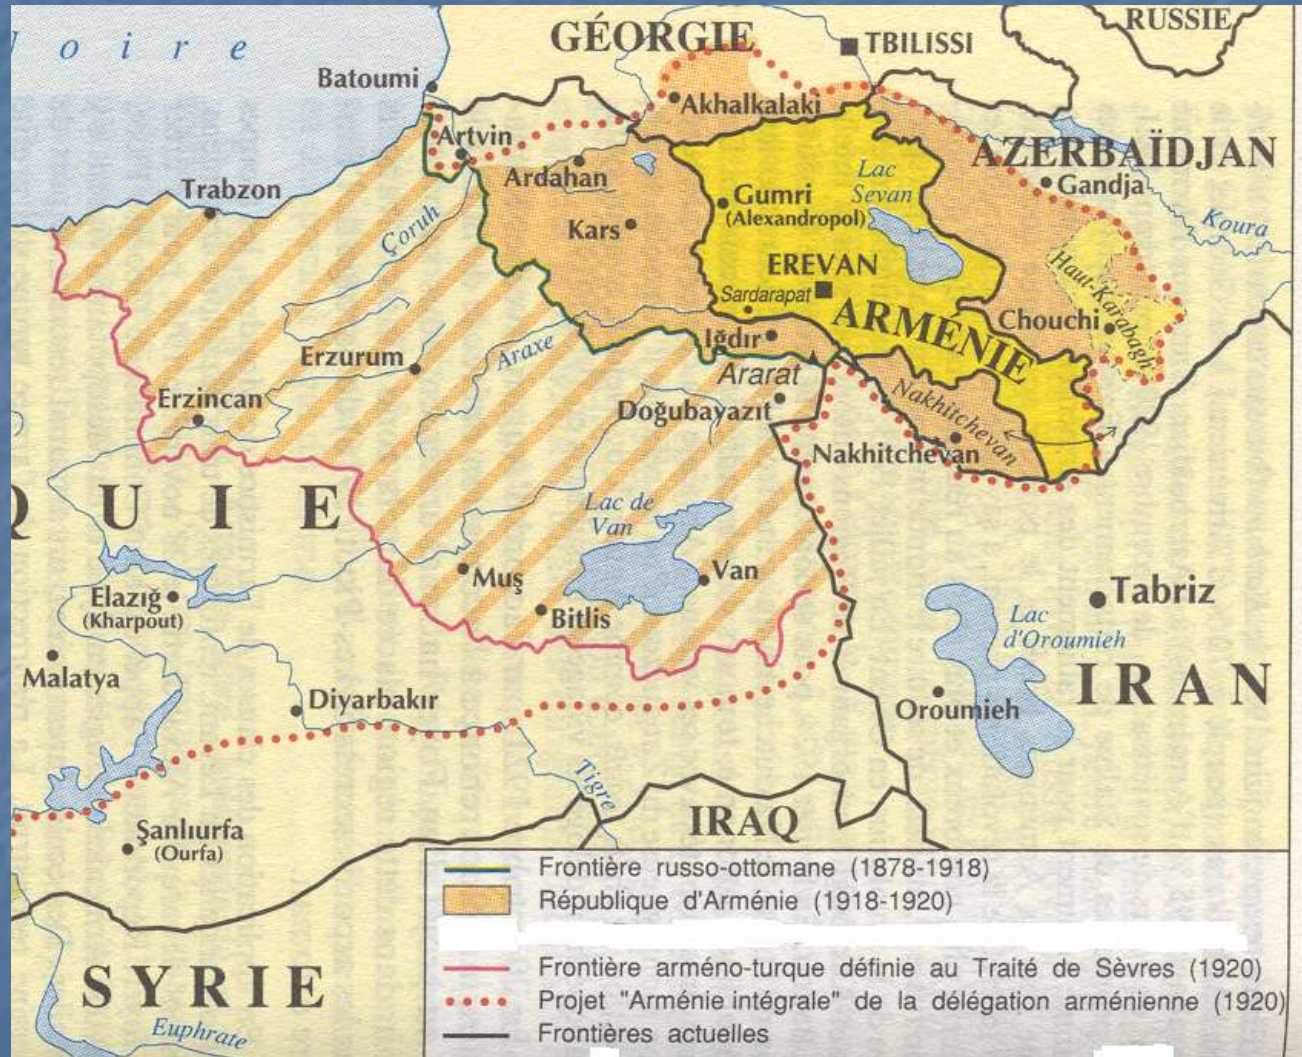 RUSSIE
GÉORGIE
TBILISSI
oire
Batoumi
Akhalkalaki
Artvin
AZERBAÏDJAN
Ardahan
Lac
Sevan
Gandja
Trabzon
Gumri
(Alexandropol)
Koura
Çoruh
Kars
EREVAN
Haut-Karabagh
Sardarapat
ARMÉNIE
Chouchi
Iğdır
Araxe
Erzurum
Ararat
Erzincan
Doğubayazıt
Nakhitchevan
Nakhitchevan
QUIE
Lac de
Van
Muş
Van
Tabriz
Elazığ
(Kharpout)
Bitlis
Lac
d'Oroumieh
Malatya
IRAN
Diyarbakır
Oroumieh
Tigre
IRAQ
Şanlıurfa
(Ourfa)
SYRIE
Euphrate
Frontière russo-ottomane (1878-1918)
République d'Arménie (1918-1920)
Frontière arméno-turque définie au Traité de Sèvres (1920)
Projet "Arménie intégrale" de la délégation arménienne (1920)
Frontières actuelles